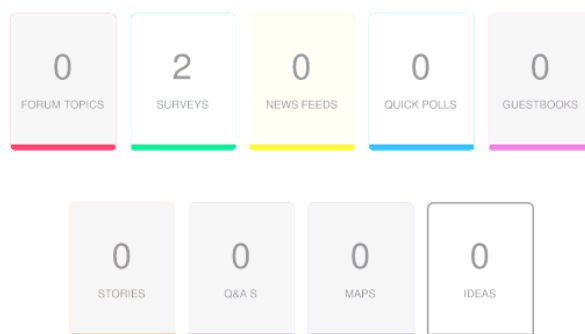 0
FORUM TOPICS
2
SURVEYS
0
NEWS FEEDS
0
QUICK POLLS
0
GUESTBOOKS
0
STORIES
0
Q&A S
0
MAPS
0
IDEAS